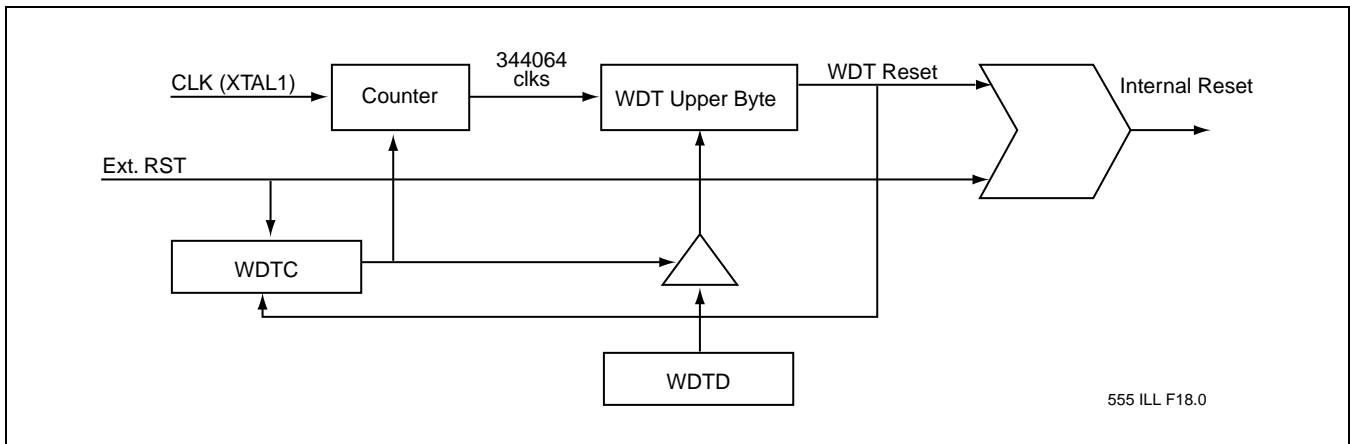 344064
clks
CLK (XTAL1)
Counter
WDT Upper Byte
WDT Reset
Internal Reset
Ext. RST
WDTC
WDTD
555 ILL F18.0